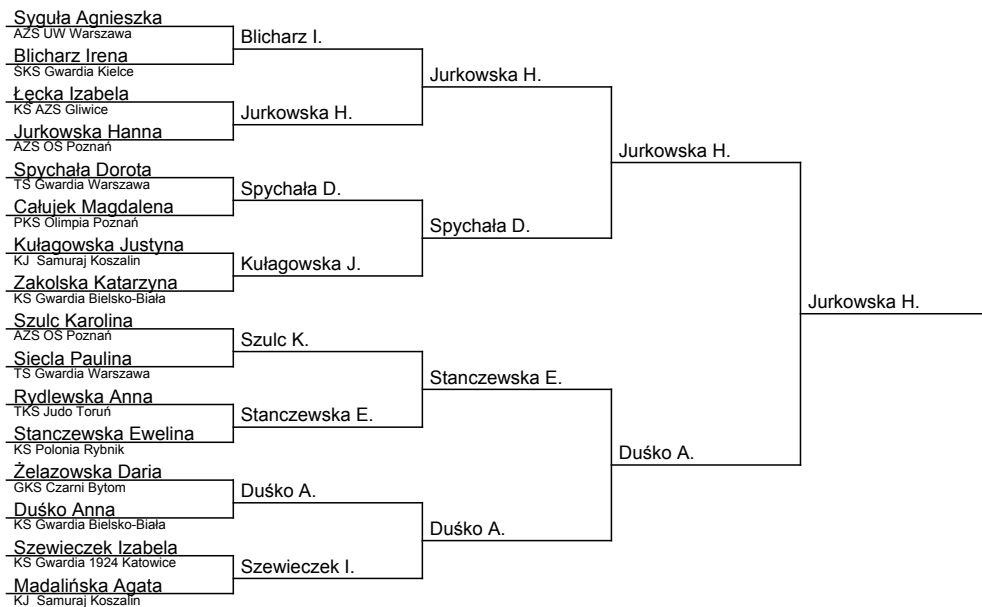 Syguła Agnieszka
AZS UW Warszawa
Blicharz Irena
SKS Gwardia Kielce
Łęcka Izabela
KS AZS Gliwice
Jurkowska Hanna
AZS OS Poznań
Spychała Dorota
TS Gwardia Warszawa
Całujek Magdalena
PKS Olimpia Poznań
Kułagowska Justyna
KJ Samuraj Koszalin
Zakolska Katarzyna
KS Gwardia Bielsko-Biała
Szulc Karolina
AZS OS Poznań
Siecla Paulina
TS Gwardia Warszawa
Rydlewska Anna
TKS Judo Toruń
Stanczewska Ewelina
KS Polonia Rybnik
Żelazowska Daria
GKS Czarni Bytom
Duśko Anna
KS Gwardia Bielsko-Biała
Szewieczek Izabela
KS Gwardia 1924 Katowice
Madalińska Agata
KJ Samuraj Koszalin
Blicharz I.
Jurkowska H.
Spychała D.
Kułagowska J.
Szulc K.
Stanczewska E.
Duśko A.
Szewieczek I.
Jurkowska H.
Spychała D.
Stanczewska E.
Duśko A.
Jurkowska H.
Duśko A.
Jurkowska H.